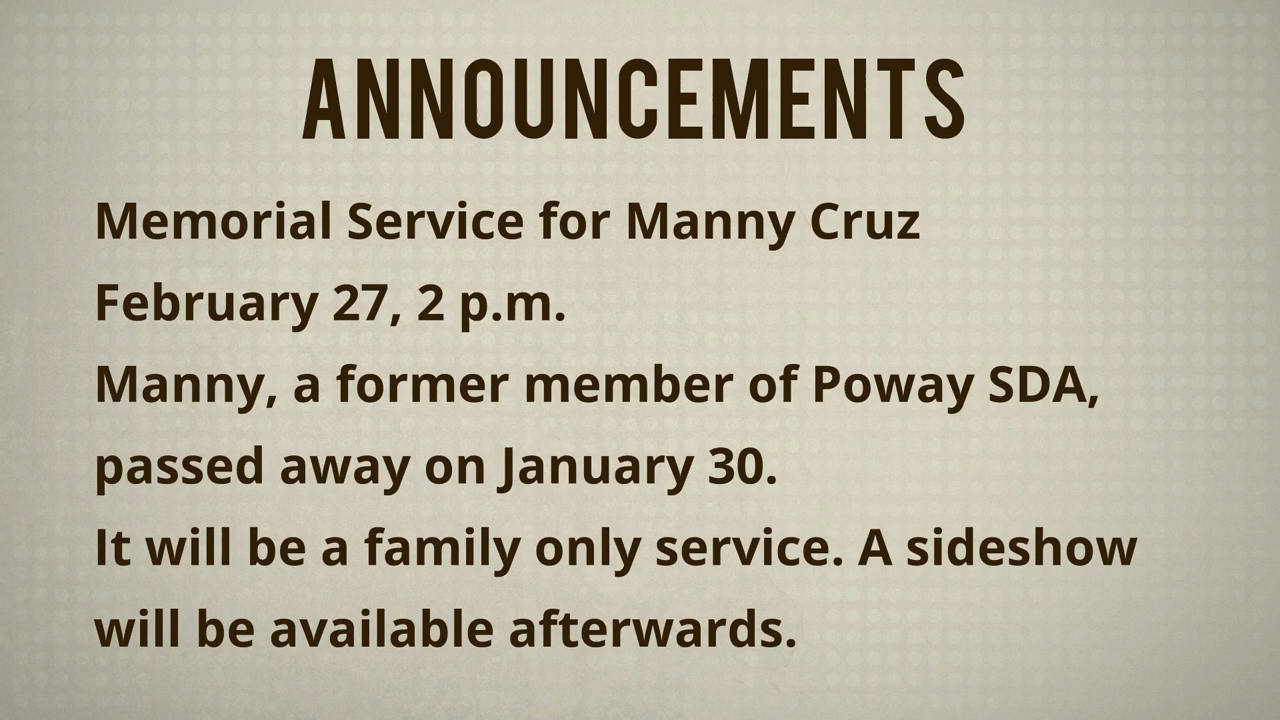 ANNOUNCEMENTS
Memorial Service for Manny Cruz
February 27, 2 p.m.
Manny, a former member of Poway SDA,
passed away on January 30.
It will be a family only service. A sideshow
will be available afterwards.